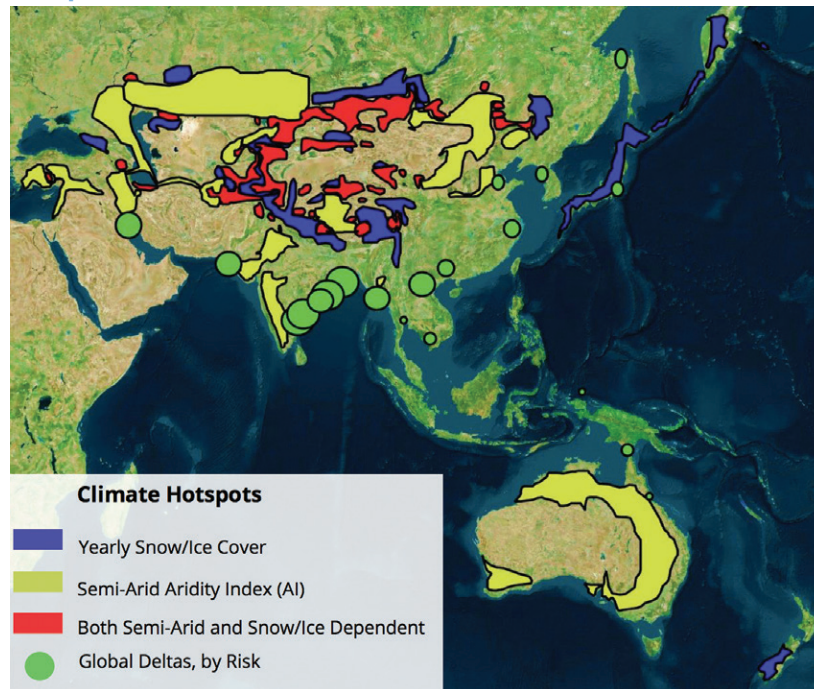 Climate Hotspots
Yearly Snow/Ice Cover
Semi-Arid Aridity Index (AI)
Both Semi-Arid and Snow/Ice Dependent
Global Deltas, by Risk